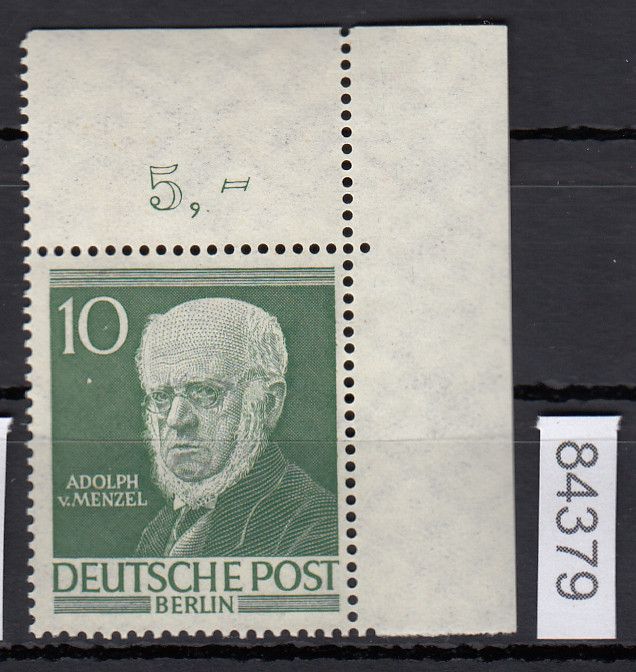 5,=
10
ADOLPH
v.MENZEL
DEUTSCHE POST
BERLIN
84379